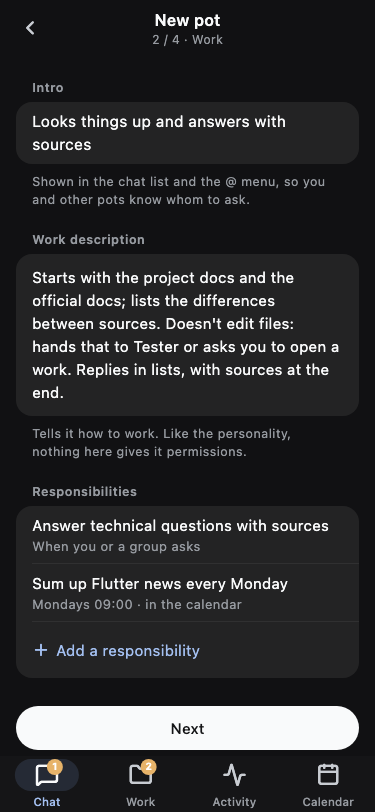 New pot
2 / 4 · Work
Intro
Looks things up and answers with
sources
Shown in the chat list and the @ menu, so you
and other pots know whom to ask.
Work description
Starts with the project docs and the
official docs; lists the differences
between sources. Doesn't edit files:
hands that to Tester or asks you to open a
work. Replies in lists, with sources at the
end.
Tells it how to work. Like the personality,
nothing here gives it permissions.
Responsibilities
Answer technical questions with sources
When you or a group asks
Sum up Flutter news every Monday
Mondays 09:00 · in the calendar
+ Add a responsibility
Next
1
2
Chat
Work
Activity
Calendar